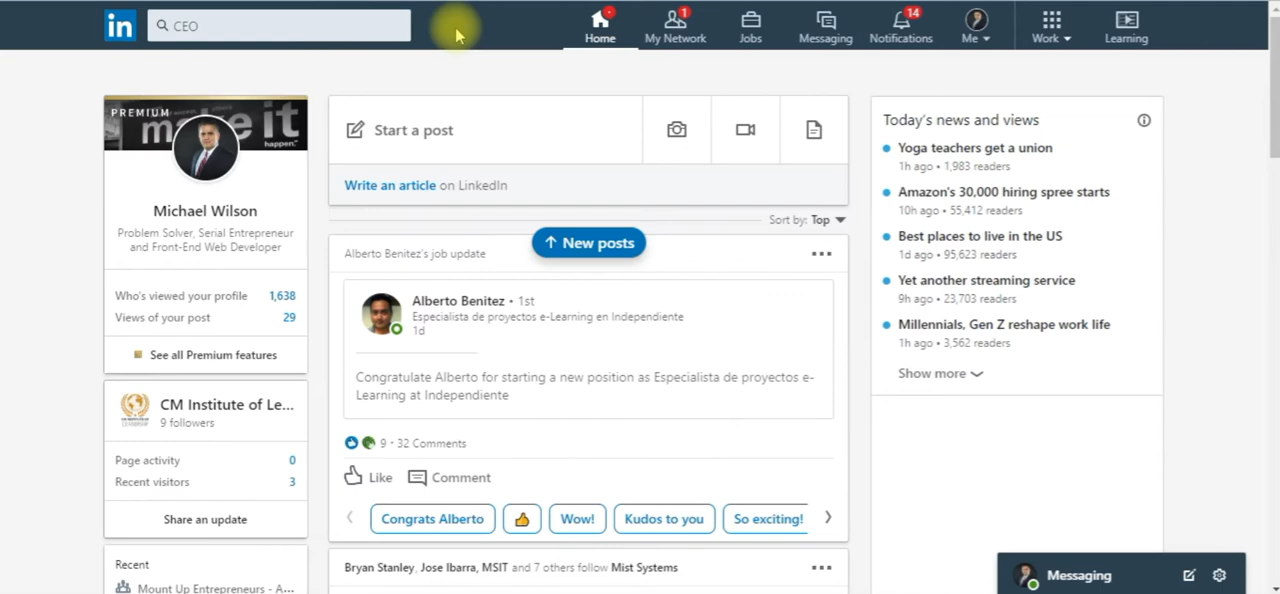 in
CEO
1
14
Home
My Network
Jobs
Messaging
Notifications
Me
Work
Learning
PREMIUM
make it
happen.
Michael Wilson
Problem Solver, Serial Entrepreneur
and Front-End Web Developer
Who's viewed your profile 1,638
Views of your post 29
See all Premium features
CM Institute of Le...
9 followers
Page activity 0
Recent visitors 3
Share an update
Recent
Mount Up Entrepreneurs - A...
Start a post
Write an article on LinkedIn
Sort by: Top
↑ New posts
Alberto Benitez's job update
Alberto Benitez • 1st
Especialista de proyectos e-Learning en Independiente
1d
Congratulate Alberto for starting a new position as Especialista de proyectos e-
Learning at Independiente
9 · 32 Comments
Like
Comment
Congrats Alberto
Wow!
Kudos to you
So exciting!
Bryan Stanley, Jose Ibarra, MSIT and 7 others follow Mist Systems
Today's news and views
Yoga teachers get a union
1h ago • 1,983 readers
Amazon's 30,000 hiring spree starts
10h ago • 55,412 readers
Best places to live in the US
1d ago • 95,623 readers
Yet another streaming service
9h ago • 23,703 readers
Millennials, Gen Z reshape work life
1h ago • 3,562 readers
Show more
Messaging